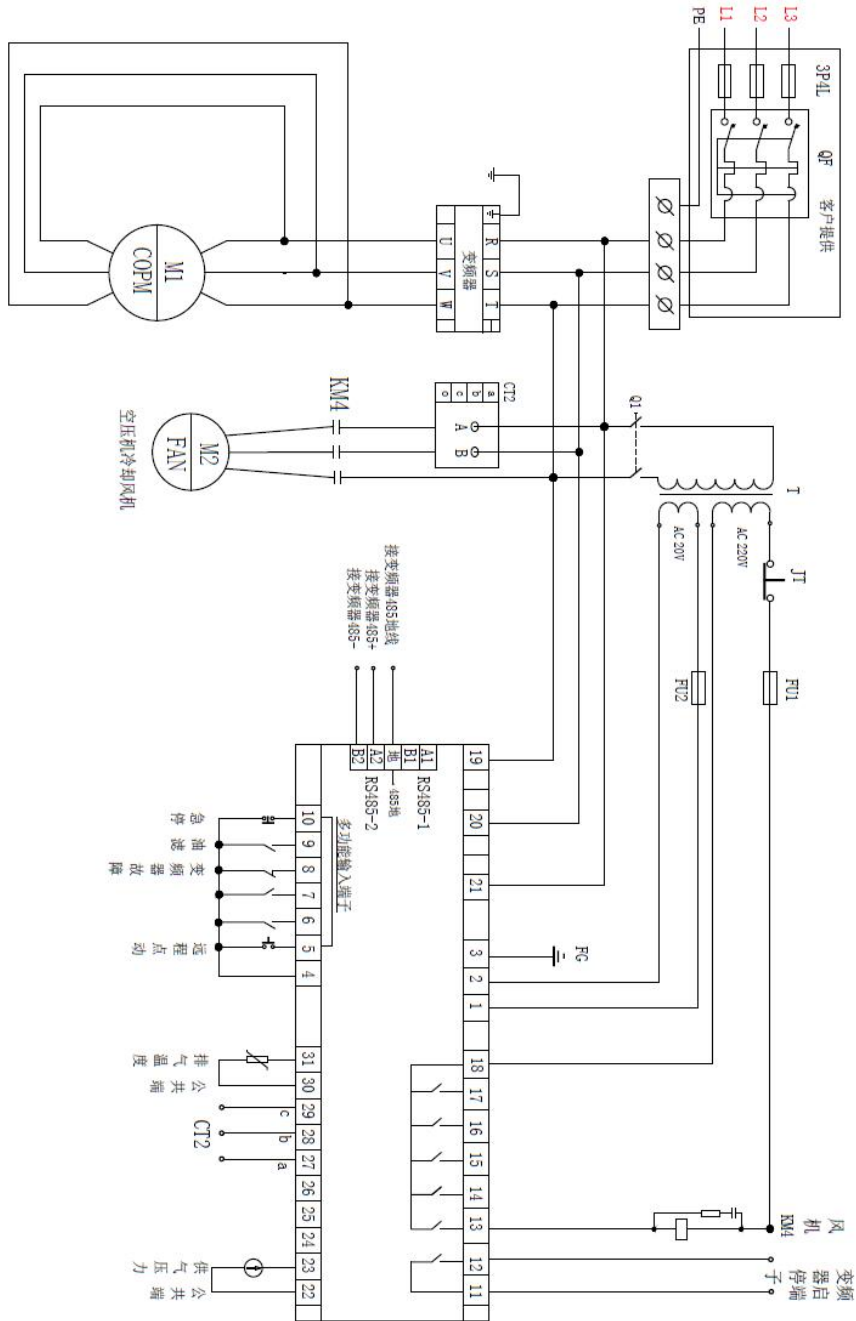 L3
L2
L1
PE
3P4L
QF
客户提供
R
S
T
变频器
U
V
W
M1
COPM
Q1
T
AC 220V
AC 20V
JT
FU1
FU2
CT2
a
b
c
o
A
B
KM4
M2
FAN
空压机冷却风机
风机
KM4
变频器启停端子
FG
19
20
21
3
2
1
18
17
16
15
14
13
12
11
A1
B1
地
A2
B2
RS485-1
485地
RS485-2
接变频器485地线
接变频器485+
接变频器485-
多功能输入端子
10
9
8
7
6
5
4
31
30
29
28
27
26
25
24
23
22
急停
油滤
变频器故障
远程点动
排气温度
公共端
c
b
a
CT2
供气压力
公共端